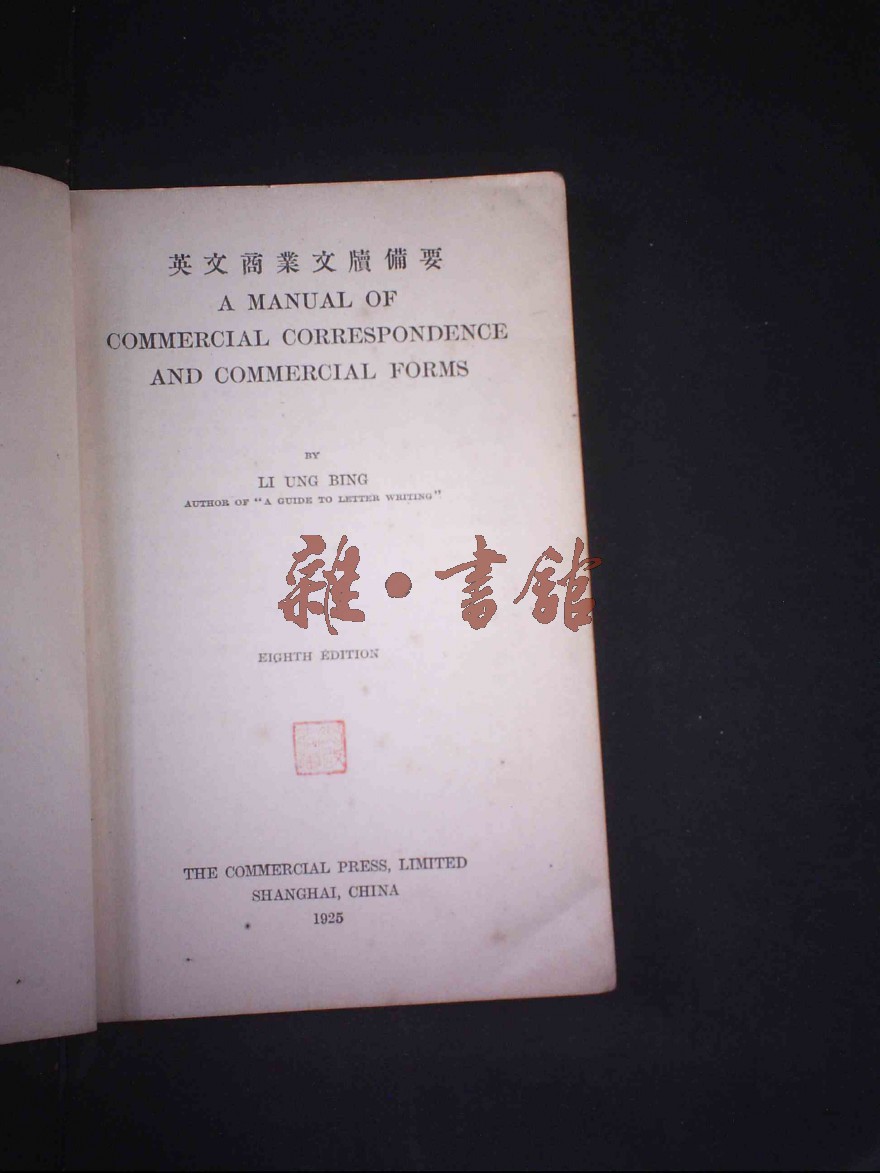 英文商業文牘備要
A MANUAL OF
COMMERCIAL CORRESPONDENCE
AND COMMERCIAL FORMS
BY
LI UNG BING
AUTHOR OF "A GUIDE TO LETTER WRITING"
雜·書館
EIGHTH EDITION
THE COMMERCIAL PRESS, LIMITED
SHANGHAI, CHINA
1925